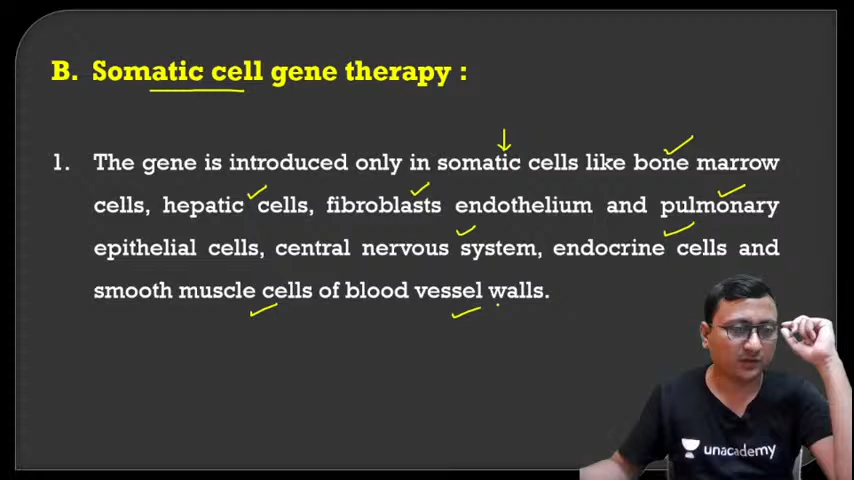 B. Somatic cell gene therapy :
1. The gene is introduced only in somatic cells like bone marrow
cells, hepatic cells, fibroblasts endothelium and pulmonary
epithelial cells, central nervous system, endocrine cells and
smooth muscle cells of blood vessel walls.
unacademy